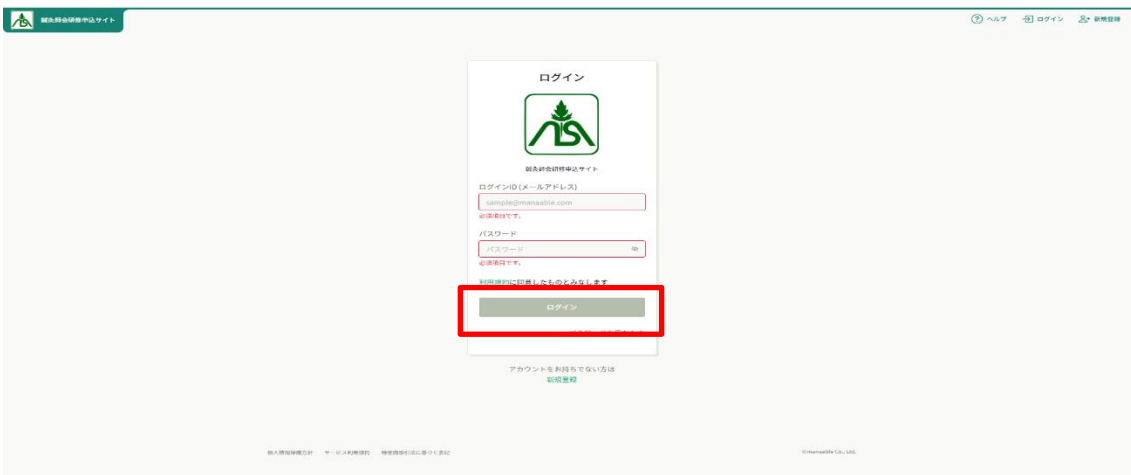 鍼灸師会研修申込サイト
ヘルプ
ログイン
新規登録
ログイン
鍼灸師会研修申込サイト
ログインID (メールアドレス)
sample@manaable.com
必須項目です。
パスワード
パスワード
必須項目です。
利用規約に同意したものとみなします
ログイン
アカウントをお持ちでない方は
新規登録
個人情報保護方針 サービス利用規約 特定商取引法に基づく表記
©manaable Co., Ltd.